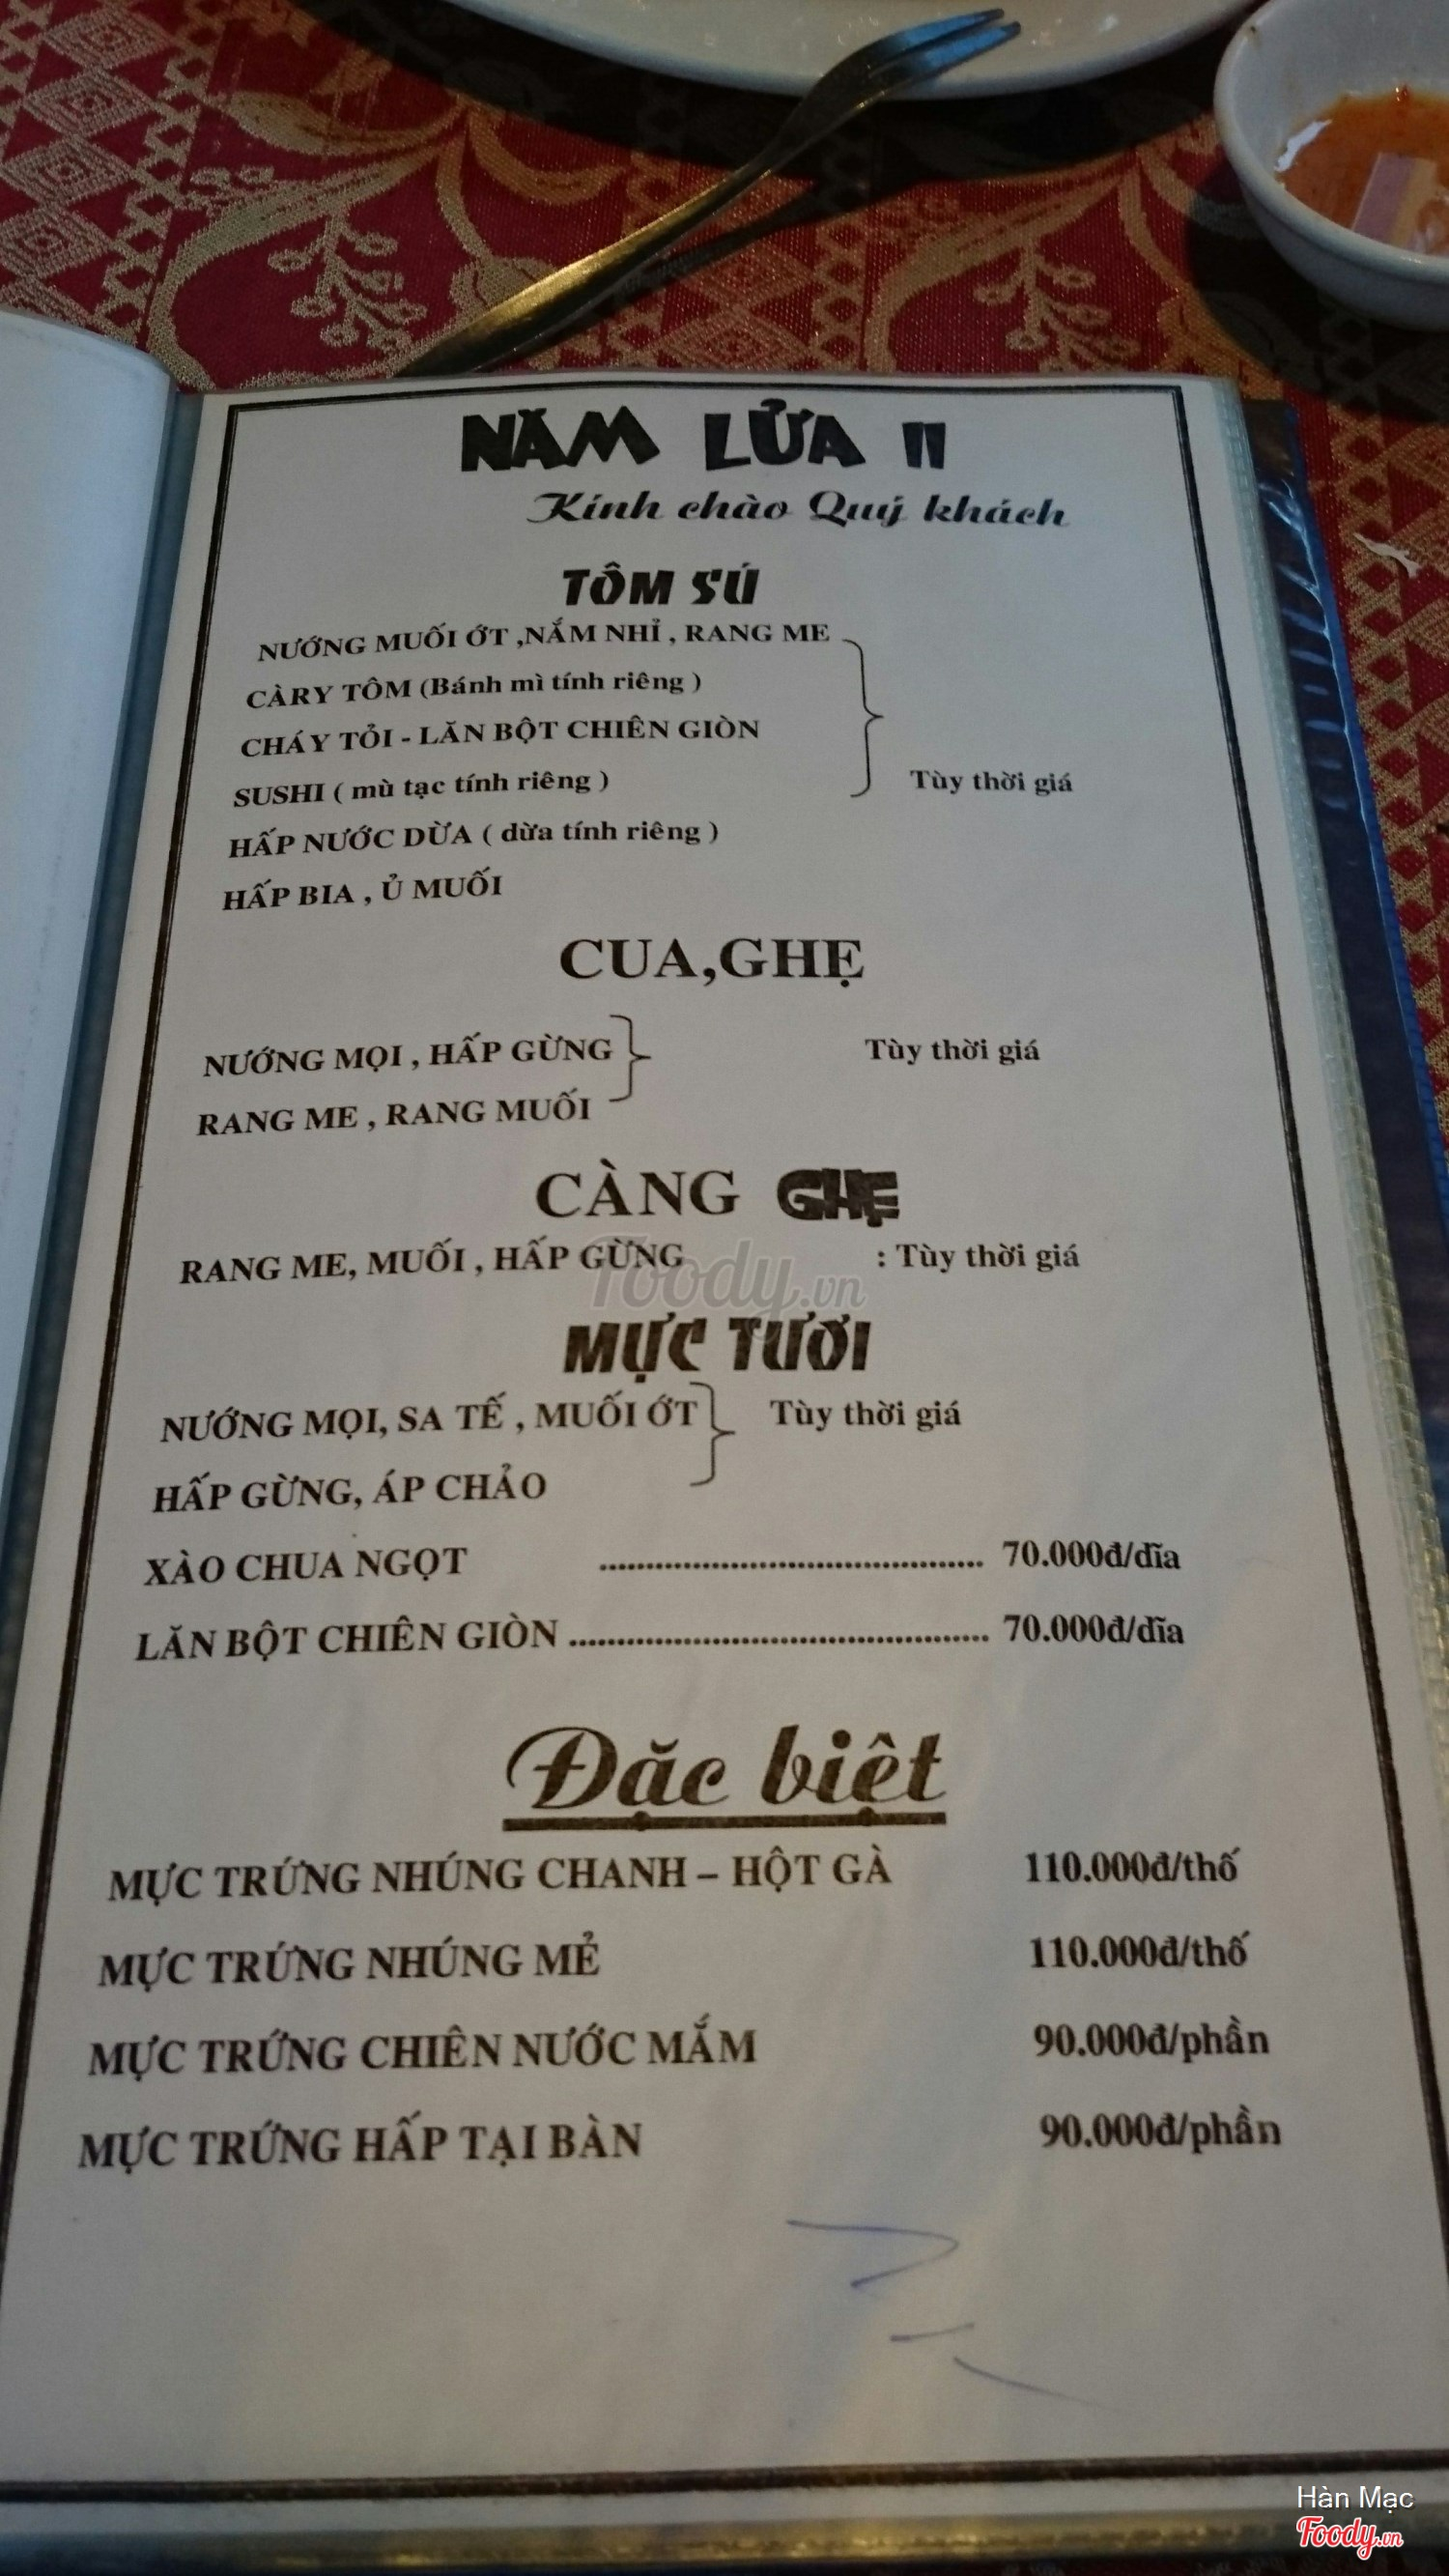 NĂM LỬA II
Kính chào Quý khách
TÔM SÚ
NƯỚNG MUỐI ỚT ,NẮM NHỈ , RANG ME
CÀRY TÔM (Bánh mì tính riêng )
CHÁY TỎI - LĂN BỘT CHIÊN GIÒN
SUSHI ( mù tạc tính riêng ) Tùy thời giá
HẤP NƯỚC DỪA ( dừa tính riêng )
HẤP BIA , Ủ MUỐI
CUA,GHẸ
NƯỚNG MỌI , HẤP GỪNG Tùy thời giá
RANG ME , RANG MUỐI
CÀNG GHẸ
RANG ME, MUỐI , HẤP GỪNG : Tùy thời giá
Foody.vn
MỰC TƯƠI
NƯỚNG MỌI, SA TẾ , MUỐI ỚT Tùy thời giá
HẤP GỪNG, ÁP CHẢO
XÀO CHUA NGỌT ........................................ 70.000đ/dĩa
LĂN BỘT CHIÊN GIÒN ............................................ 70.000đ/dĩa
Đặc biệt
MỰC TRỨNG NHÚNG CHANH – HỘT GÀ 110.000đ/thố
MỰC TRỨNG NHÚNG MẺ 110.000đ/thố
MỰC TRỨNG CHIÊN NƯỚC MẮM 90.000đ/phần
MỰC TRỨNG HẤP TẠI BÀN 90.000đ/phần
Hàn Mạc
Foody.vn